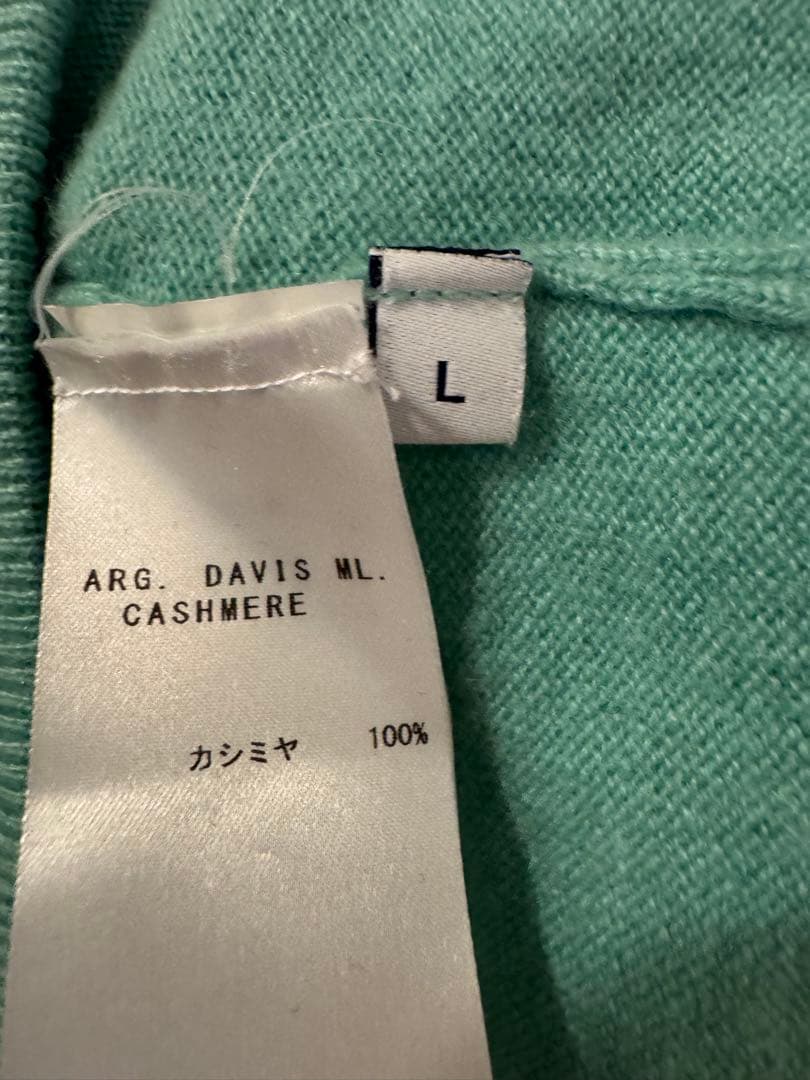 L
ARG. DAVIS ML.
CASHMERE
カシミヤ 100%